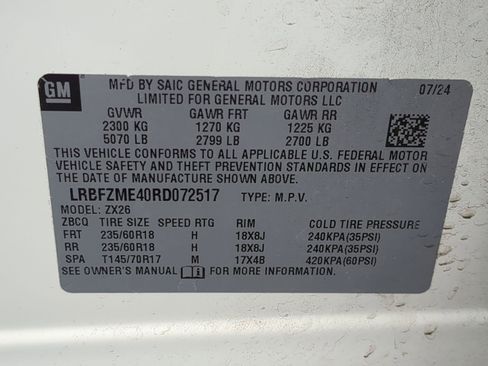 GM
MFD BY SAIC GENERAL MOTORS CORPORATION 07/24
LIMITED FOR GENERAL MOTORS LLC
GVWR GAWR FRT GAWR RR
2300 KG 1270 KG 1225 KG
5070 LB 2799 LB 2700 LB
THIS VEHICLE CONFORMS TO ALL APPLICABLE U.S. FEDERAL MOTOR
VEHICLE SAFETY AND THEFT PREVENTION STANDARDS IN EFFECT ON
THE DATE OF MANUFACTURE SHOWN ABOVE.
LRBFZME40RD072517 TYPE: M.P.V.
MODEL: ZX26
ZBCQ TIRE SIZE SPEED RTG RIM COLD TIRE PRESSURE
FRT 235/60R18 H 18X8J 240KPA(35PSI)
RR 235/60R18 H 18X8J 240KPA(35PSI)
SPA T145/70R17 M 17X4B 420KPA(60PSI)
SEE OWNER'S MANUAL FOR MORE INFORMATION.